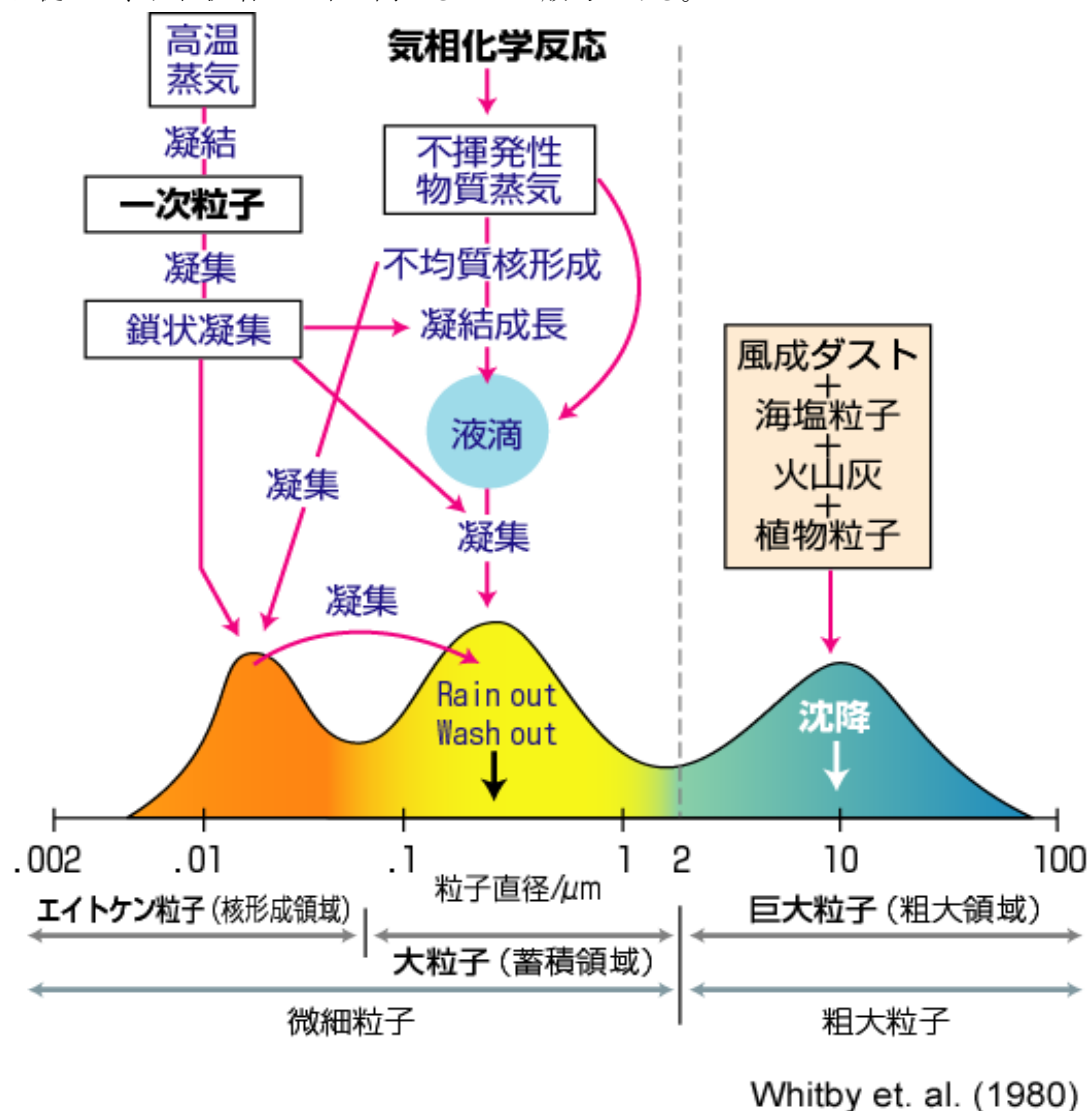 高温
蒸気
凝結
一次粒子
凝集
鎖状凝集
気相化学反応
不揮発性
物質蒸気
不均質核形成
凝結成長
液滴
凝集
凝集
凝集
風成ダスト
+
海塩粒子
+
火山灰
+
植物粒子
Rain out
Wash out
沈降
.002 .01 .1 1 2 10 100
粒子直径/μm
エイトケン粒子(核形成領域)
巨大粒子(粗大領域)
大粒子(蓄積領域)
微細粒子
粗大粒子
Whitby et. al. (1980)